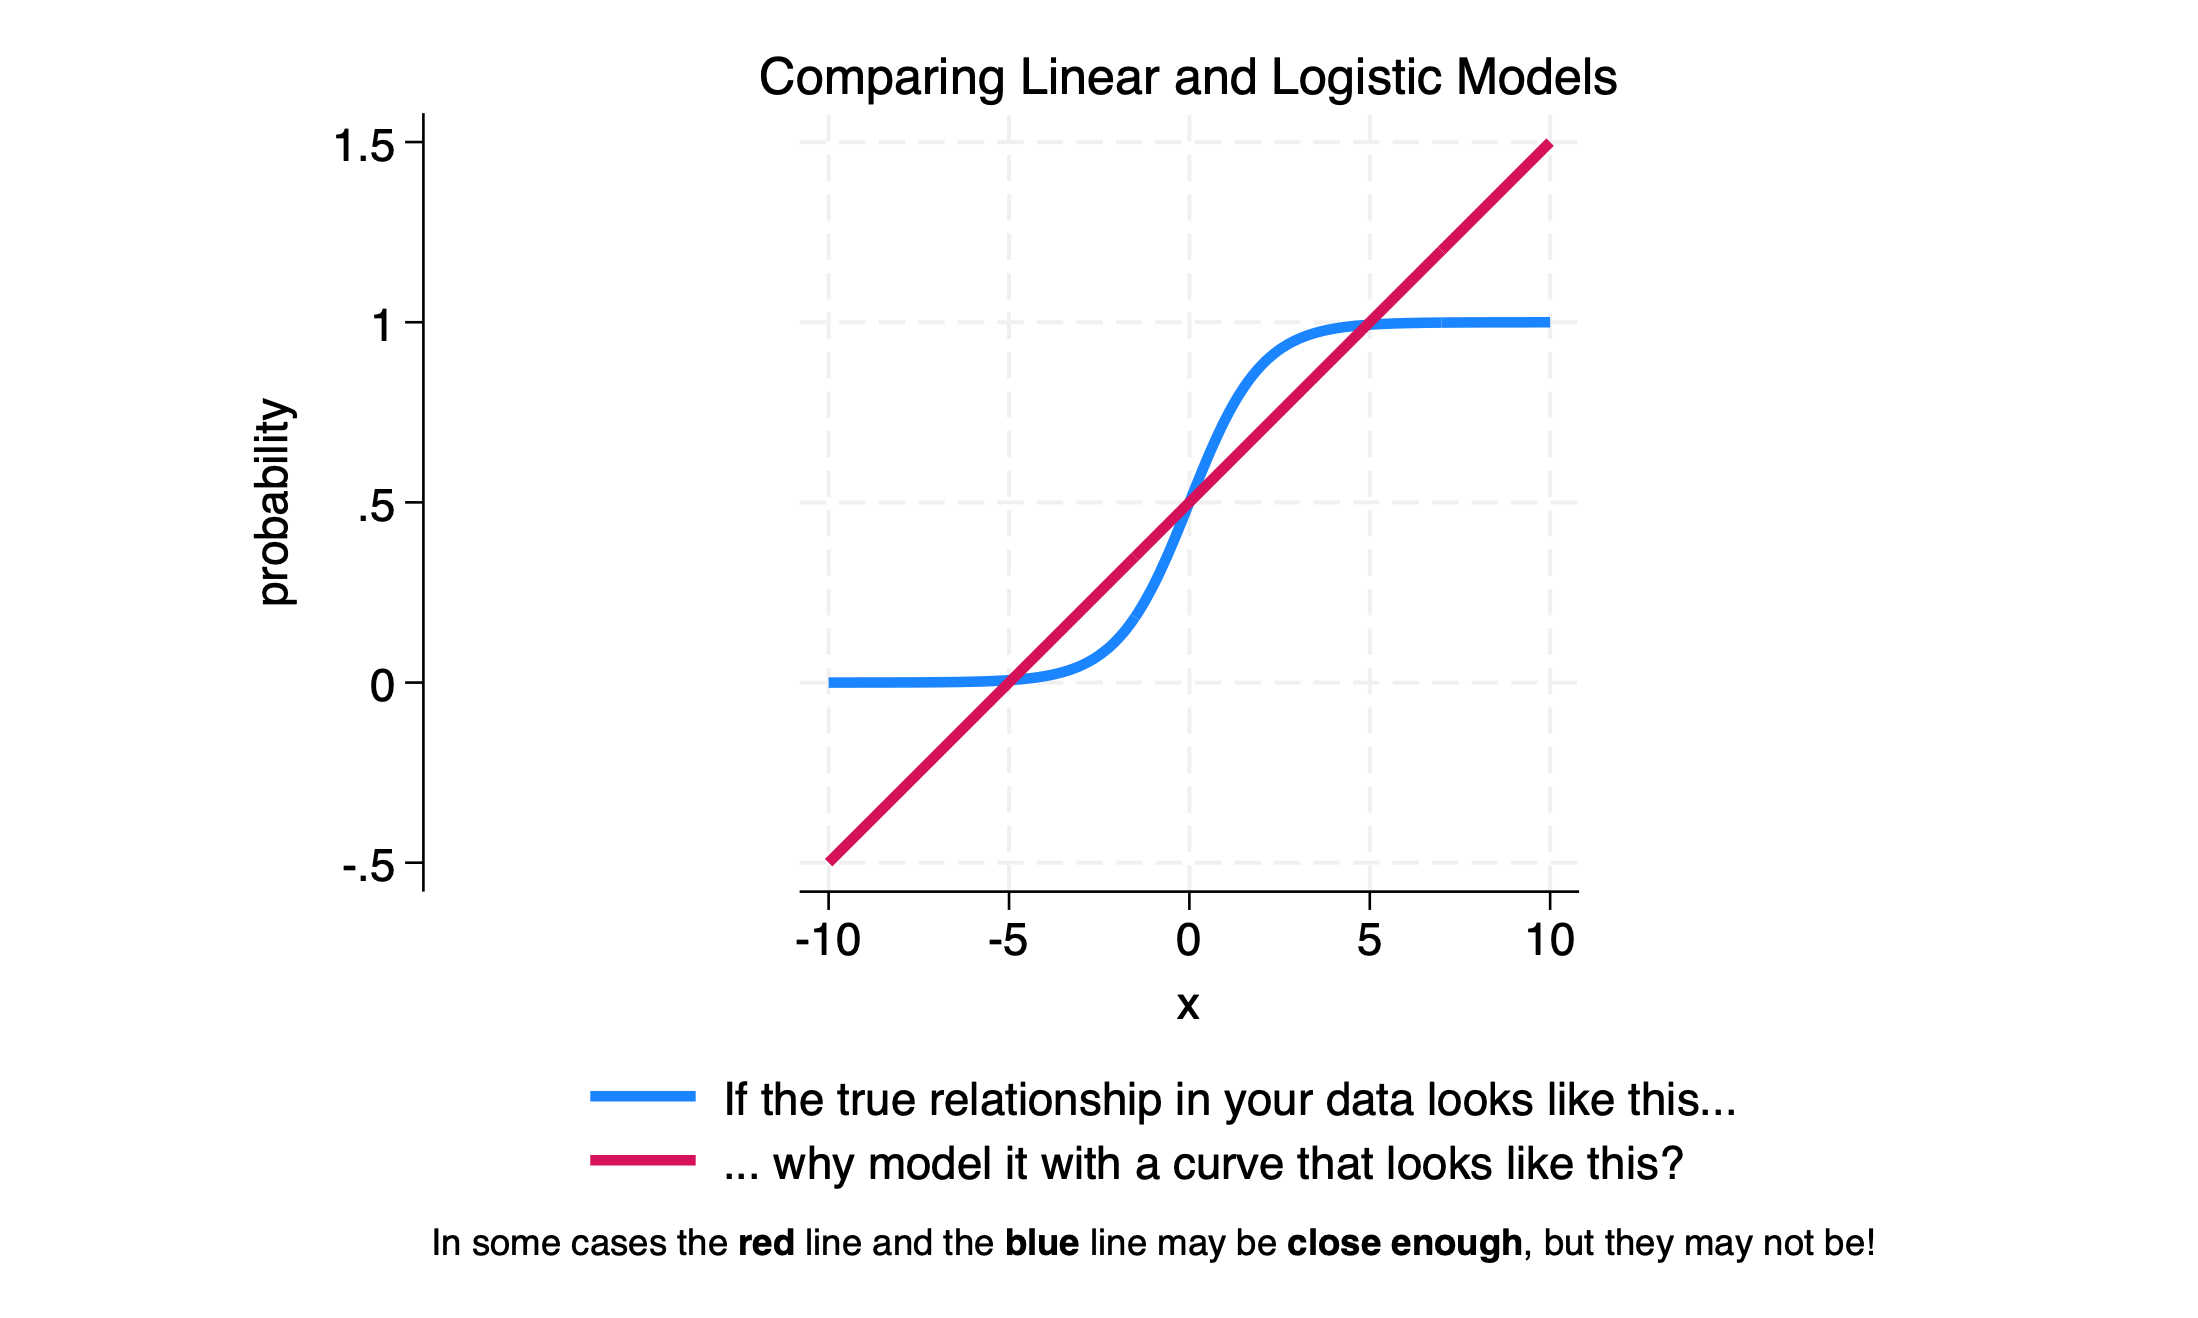 Comparing Linear and Logistic Models
1.5
1
.5
0
-.5
probability
-10 -5 0 5 10
x
If the true relationship in your data looks like this...
... why model it with a curve that looks like this?
In some cases the red line and the blue line may be close enough, but they may not be!